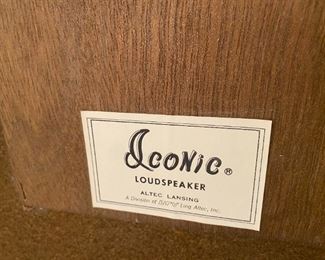 Iconic®
LOUDSPEAKER
ALTEC LANSING
A Division of Ling Altec, Inc.